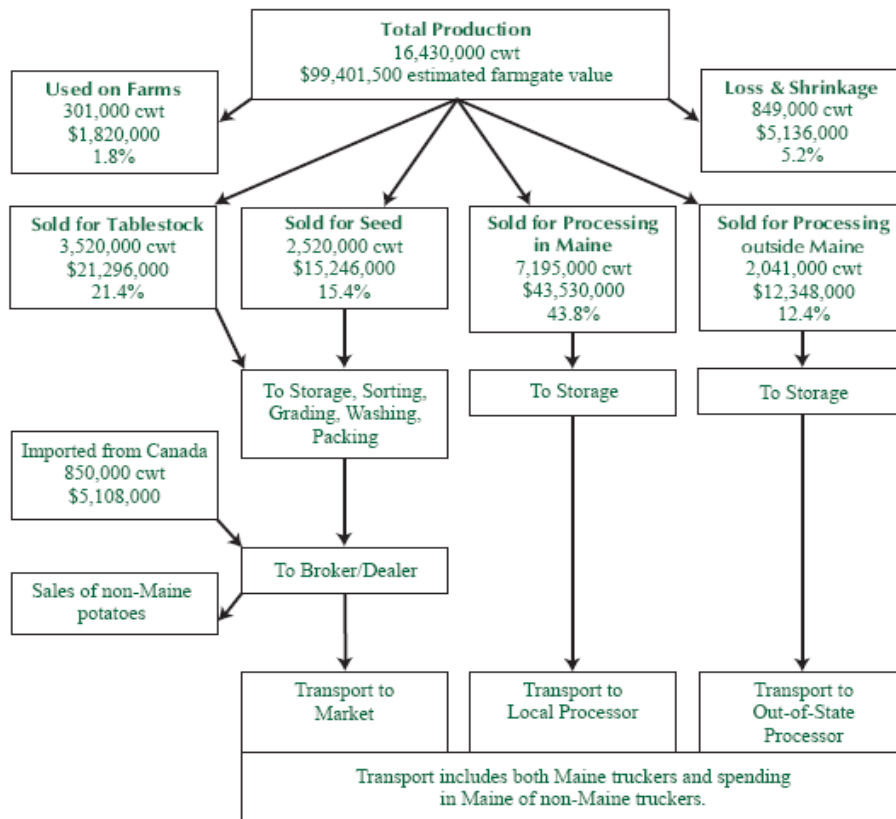 Total Production
16,430,000 cwt
$99,401,500 estimated farmgate value
Used on Farms
301,000 cwt
$1,820,000
1.8%
Loss & Shrinkage
849,000 cwt
$5,136,000
5.2%
Sold for Tablestock
3,520,000 cwt
$21,296,000
21.4%
Sold for Seed
2,520,000 cwt
$15,246,000
15.4%
Sold for Processing
in Maine
7,195,000 cwt
$43,530,000
43.8%
Sold for Processing
outside Maine
2,041,000 cwt
$12,348,000
12.4%
To Storage, Sorting,
Grading, Washing,
Packing
To Storage
To Storage
Imported from Canada
850,000 cwt
$5,108,000
To Broker/Dealer
Sales of non-Maine
potatoes
Transport to
Market
Transport to
Local Processor
Transport to
Out-of-State
Processor
Transport includes both Maine truckers and spending
in Maine of non-Maine truckers.